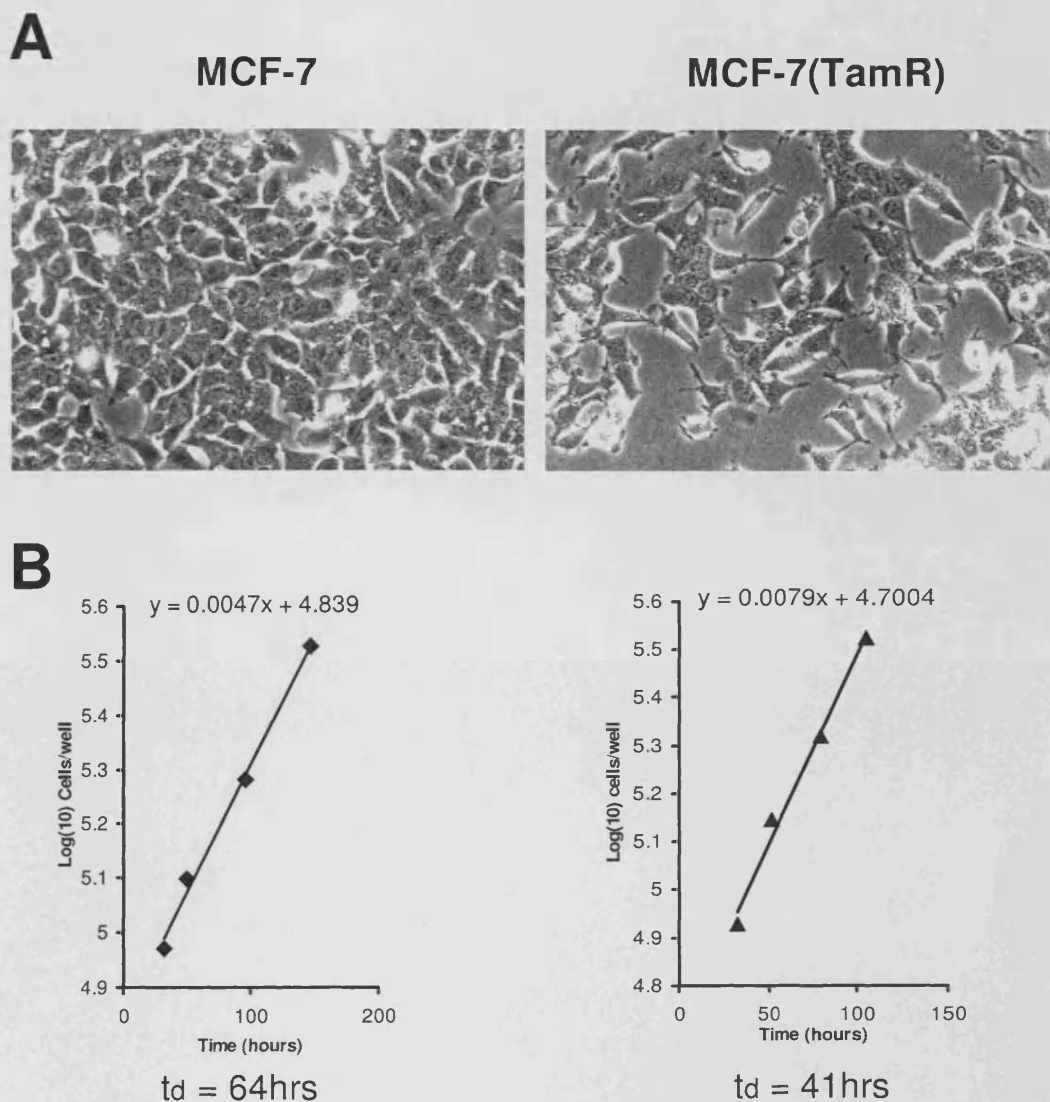 A
MCF-7
MCF-7(TamR)
B
y = 0.0047x + 4.839
5.6
5.5
5.4
5.3
5.2
5.1
5
4.9
Log(10) Cells/well
0
100
200
Time (hours)
td = 64hrs
y = 0.0079x + 4.7004
5.6
5.5
5.4
5.3
5.2
5.1
5
4.9
4.8
Log(10) cells/well
0
50
100
150
Time (hours)
td = 41hrs